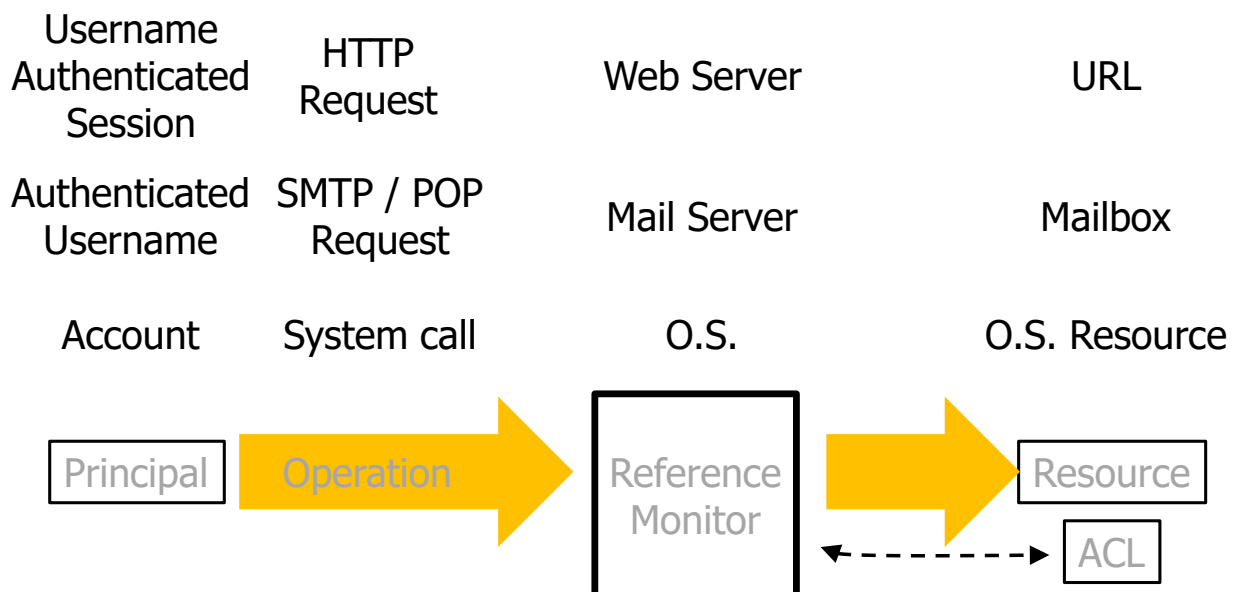 Username
Authenticated
Session
HTTP
Request
Web Server
URL
Authenticated
Username
SMTP / POP
Request
Mail Server
Mailbox
Account
System call
O.S.
O.S. Resource
Principal
Operation
Reference
Monitor
Resource
ACL